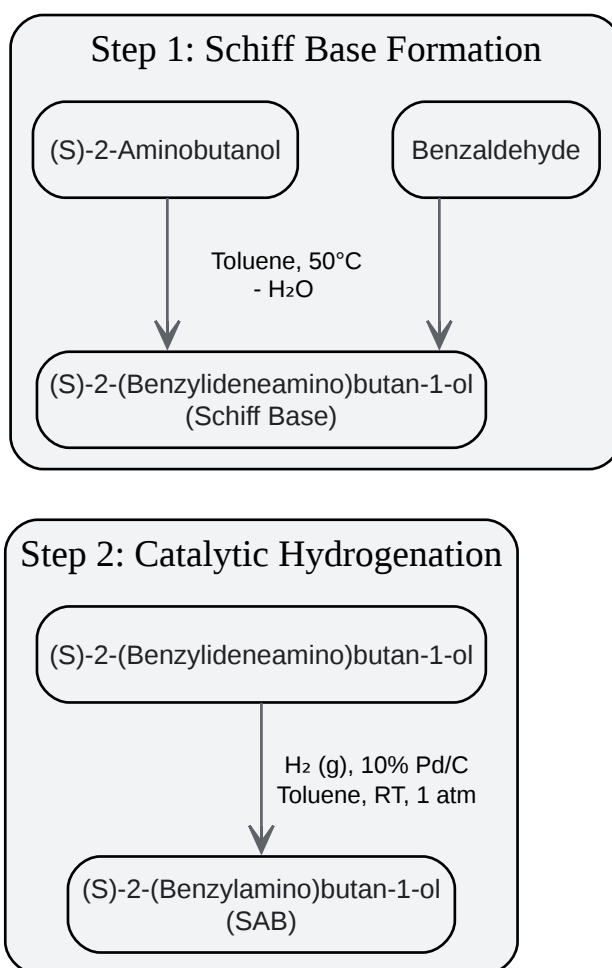 Step 1: Schiff Base Formation
(S)-2-Aminobutanol
Benzaldehyde
Toluene, 50°C
- H₂O
(S)-2-(Benzylideneamino)butan-1-ol
(Schiff Base)
Step 2: Catalytic Hydrogenation
(S)-2-(Benzylideneamino)butan-1-ol
H₂ (g), 10% Pd/C
Toluene, RT, 1 atm
(S)-2-(Benzylamino)butan-1-ol
(SAB)